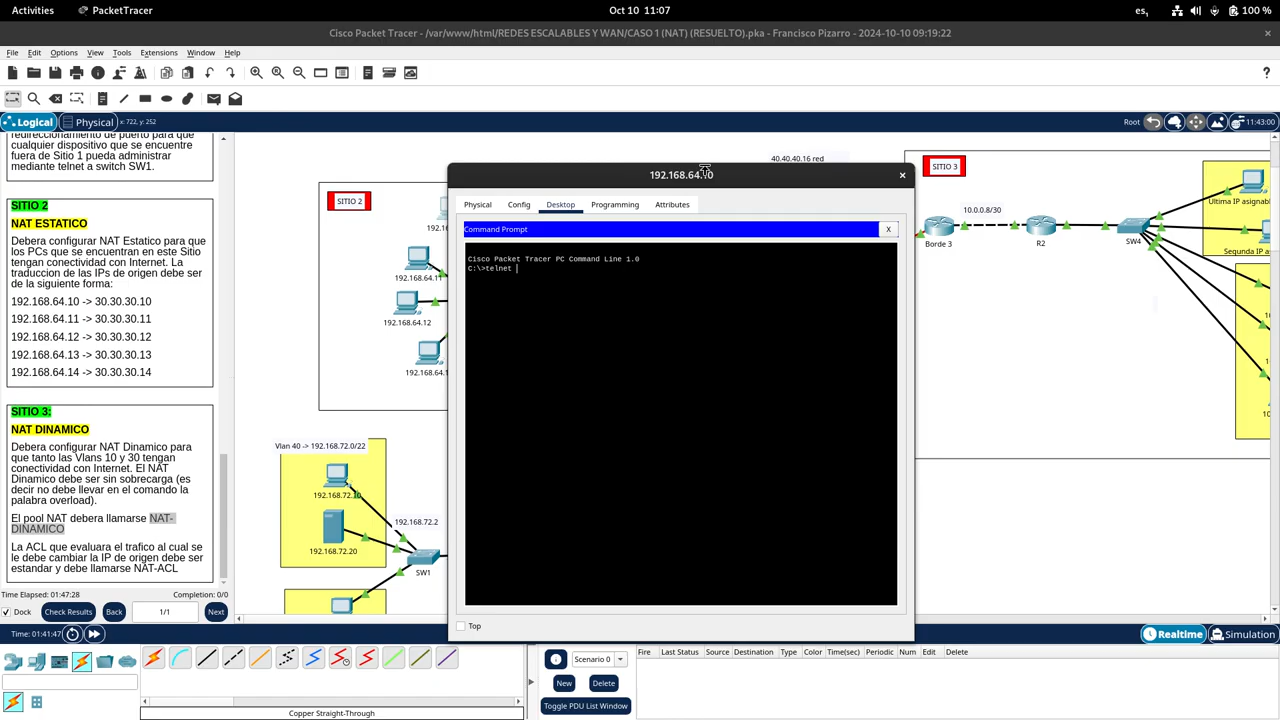 Activities
PacketTracer
Oct 10 11:07
es,
100 %
Cisco Packet Tracer - /var/www/html/REDES ESCALABLES Y WAN/CASO 1 (NAT) (RESUELTO).pka - Francisco Pizarro - 2024-10-10 09:19:22
File Edit Options View Tools Extensions Window Help
Logical
Physical
x: 722, y: 252
Root
11:43:00
redireccionamiento de puerto para que
cualquier dispositivo que se encuentre
fuera de Sitio 1 pueda administrar
mediante telnet a switch SW1.
SITIO 2
NAT ESTATICO
Debera configurar NAT Estatico para que
los PCs que se encuentran en este Sitio
tengan conectividad con Internet. La
traduccion de las IPs de origen debe ser
de la siguiente forma:
192.168.64.10 -> 30.30.30.10
192.168.64.11 -> 30.30.30.11
192.168.64.12 -> 30.30.30.12
192.168.64.13 -> 30.30.30.13
192.168.64.14 -> 30.30.30.14
SITIO 3:
NAT DINAMICO
Debera configurar NAT Dinamico para
que tanto las Vlans 10 y 30 tengan
conectividad con Internet. El NAT
Dinamico debe ser sin sobrecarga (es
decir no debe llevar en el comando la
palabra overload).
El pool NAT debera llamarse NAT-
DINAMICO
La ACL que evaluara el trafico al cual se
le debe cambiar la IP de origen debe ser
estandar y debe llamarse NAT-ACL
Time Elapsed: 01:47:28
Completion: 0/0
Dock
Check Results
Back
1/1
Next
SITIO 2
192.1
192.168.64.11
192.168.64.12
192.168.64.1
Vlan 40 -> 192.168.72.0/22
192.168.72.10
192.168.72.20
192.168.72.2
SW1
40.40.40.16 red
192.168.64.10
Physical
Config
Desktop
Programming
Attributes
Command Prompt
X
Cisco Packet Tracer PC Command Line 1.0
C:\>telnet
Top
SITIO 3
10.0.0.8/30
Borde 3
R2
SW4
Ultima IP asignabl
Segunda IP as
10
10
10
Time: 01:41:47
Realtime
Simulation
Copper Straight-Through
Scenario 0
New
Delete
Toggle PDU List Window
Fire Last Status Source Destination Type Color Time(sec) Periodic Num Edit Delete